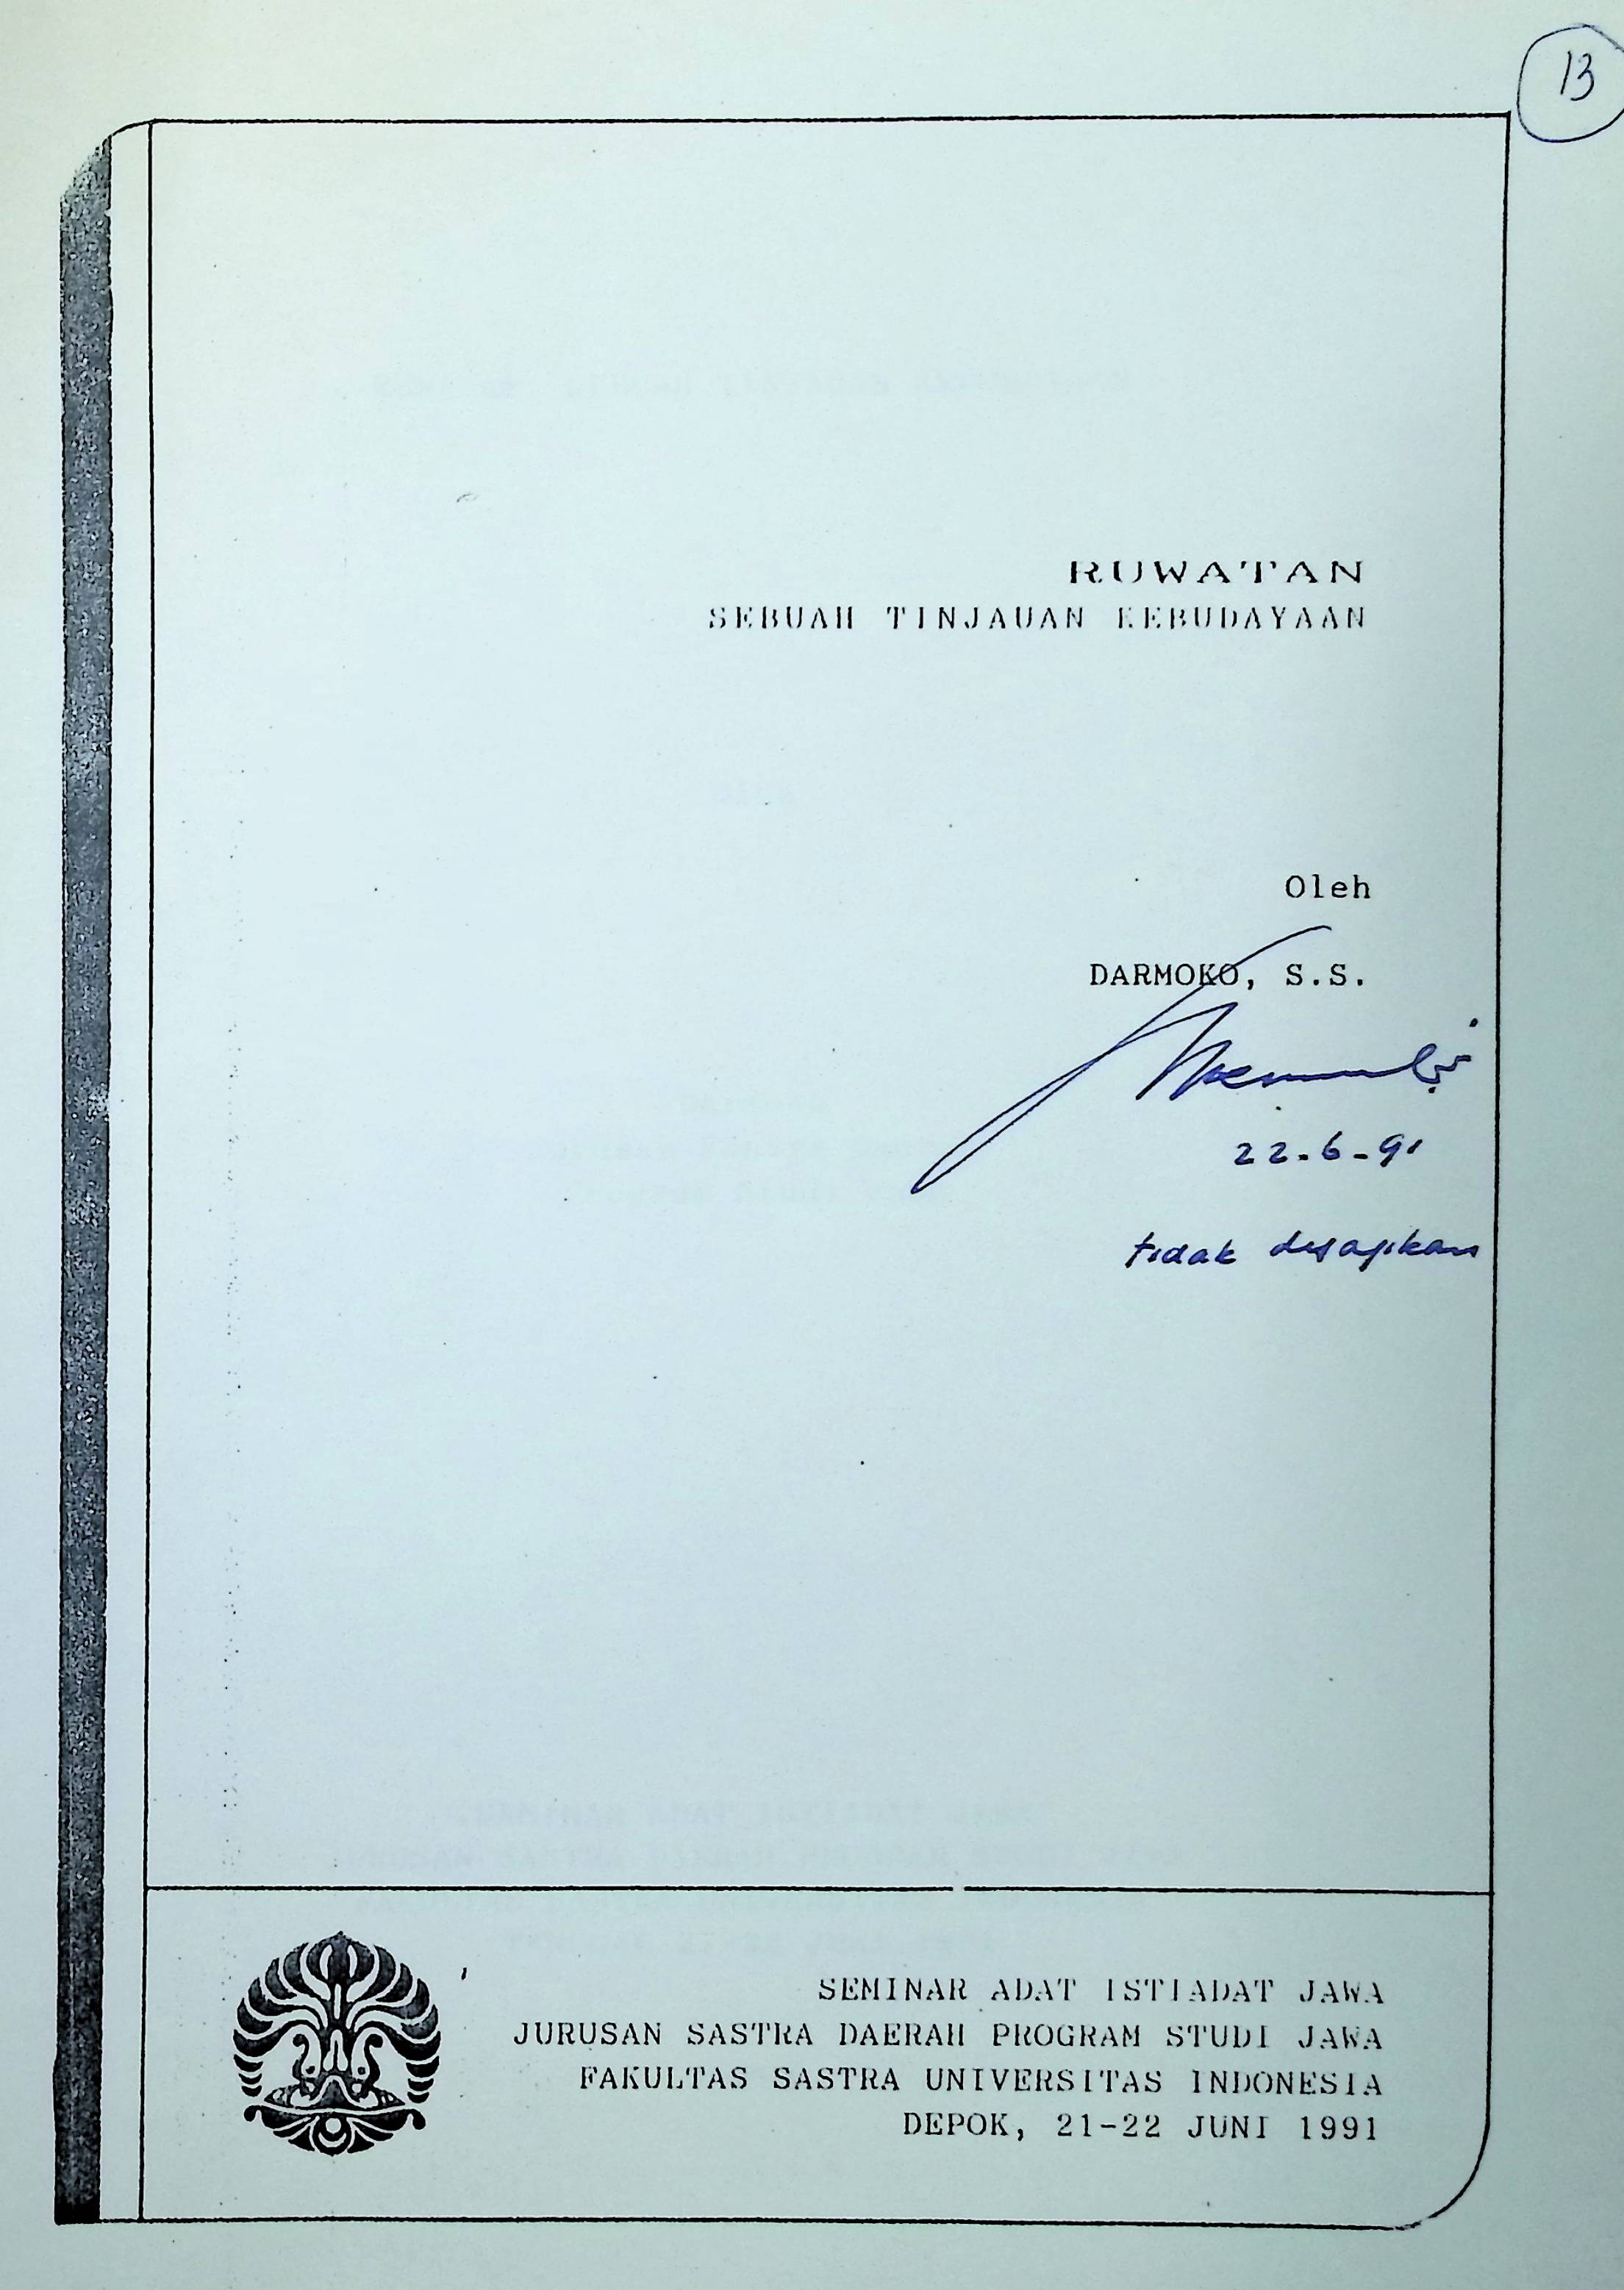 13
RUWATAN
SEBUAH TINJAUAN KEBUDAYAAN
Oleh
DARMOKO, S.S.
22-6-91
tidak disajikan
SEMINAR ADAT ISTIADAT JAWA
JURUSAN SASTRA DAERAH PROGRAM STUDI JAWA
FAKULTAS SASTRA UNIVERSITAS INDONESIA
DEPOK, 21-22 JUNI 1991